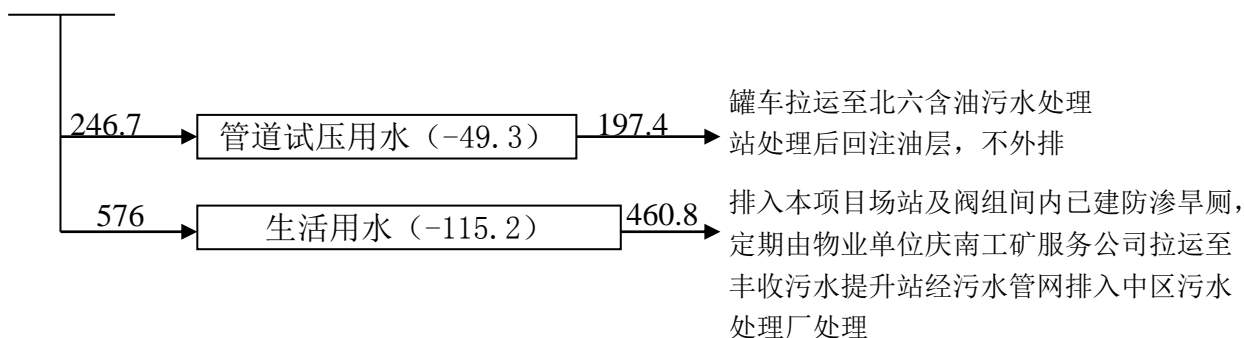 246.7
管道试压用水（-49.3）
197.4
罐车拉运至北六含油污水处理
站处理后回注油层，不外排
576
生活用水（-115.2）
460.8
排入本项目场站及阀组间内已建防渗旱厕，
定期由物业单位庆南工矿服务公司拉运至
丰收污水提升站经污水管网排入中区污水
处理厂处理